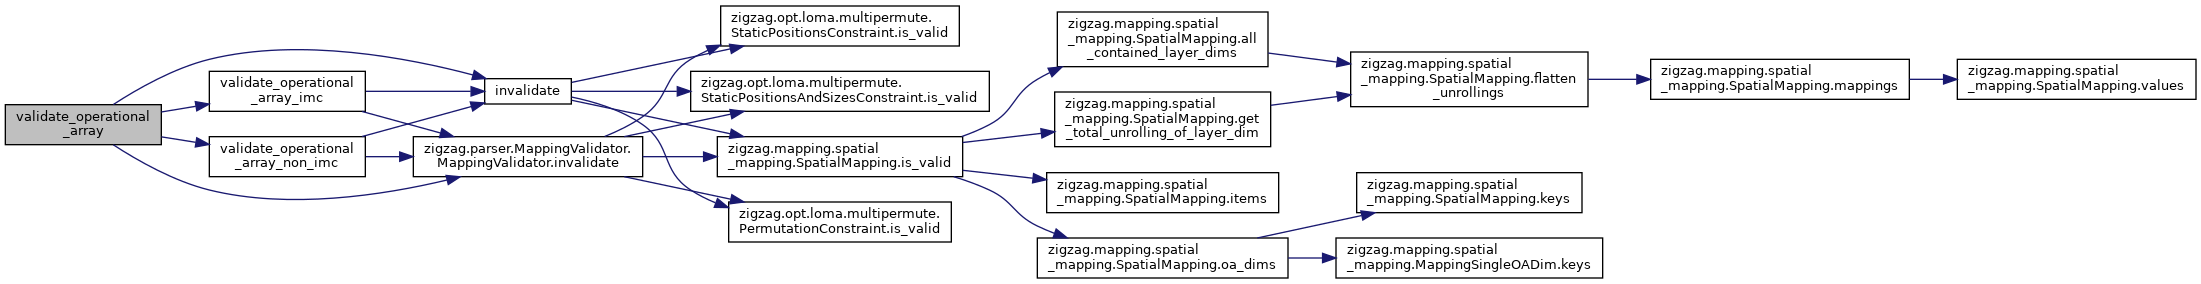 validate_operational
_array
validate_operational
_array_imc
validate_operational
_array_non_imc
invalidate
zigzag.parser.MappingValidator.
MappingValidator.invalidate
zigzag.opt.loma.multipermute.
StaticPositionsConstraint.is_valid
zigzag.opt.loma.multipermute.
StaticPositionsAndSizesConstraint.is_valid
zigzag.mapping.spatial
_mapping.SpatialMapping.is_valid
zigzag.opt.loma.multipermute.
PermutationConstraint.is_valid
zigzag.mapping.spatial
_mapping.SpatialMapping.all
_contained_layer_dims
zigzag.mapping.spatial
_mapping.SpatialMapping.get
_total_unrolling_of_layer_dim
zigzag.mapping.spatial
_mapping.SpatialMapping.items
zigzag.mapping.spatial
_mapping.SpatialMapping.oa_dims
zigzag.mapping.spatial
_mapping.SpatialMapping.flatten
_unrollings
zigzag.mapping.spatial
_mapping.SpatialMapping.keys
zigzag.mapping.spatial
_mapping.MappingSingleOADim.keys
zigzag.mapping.spatial
_mapping.SpatialMapping.mappings
zigzag.mapping.spatial
_mapping.SpatialMapping.values